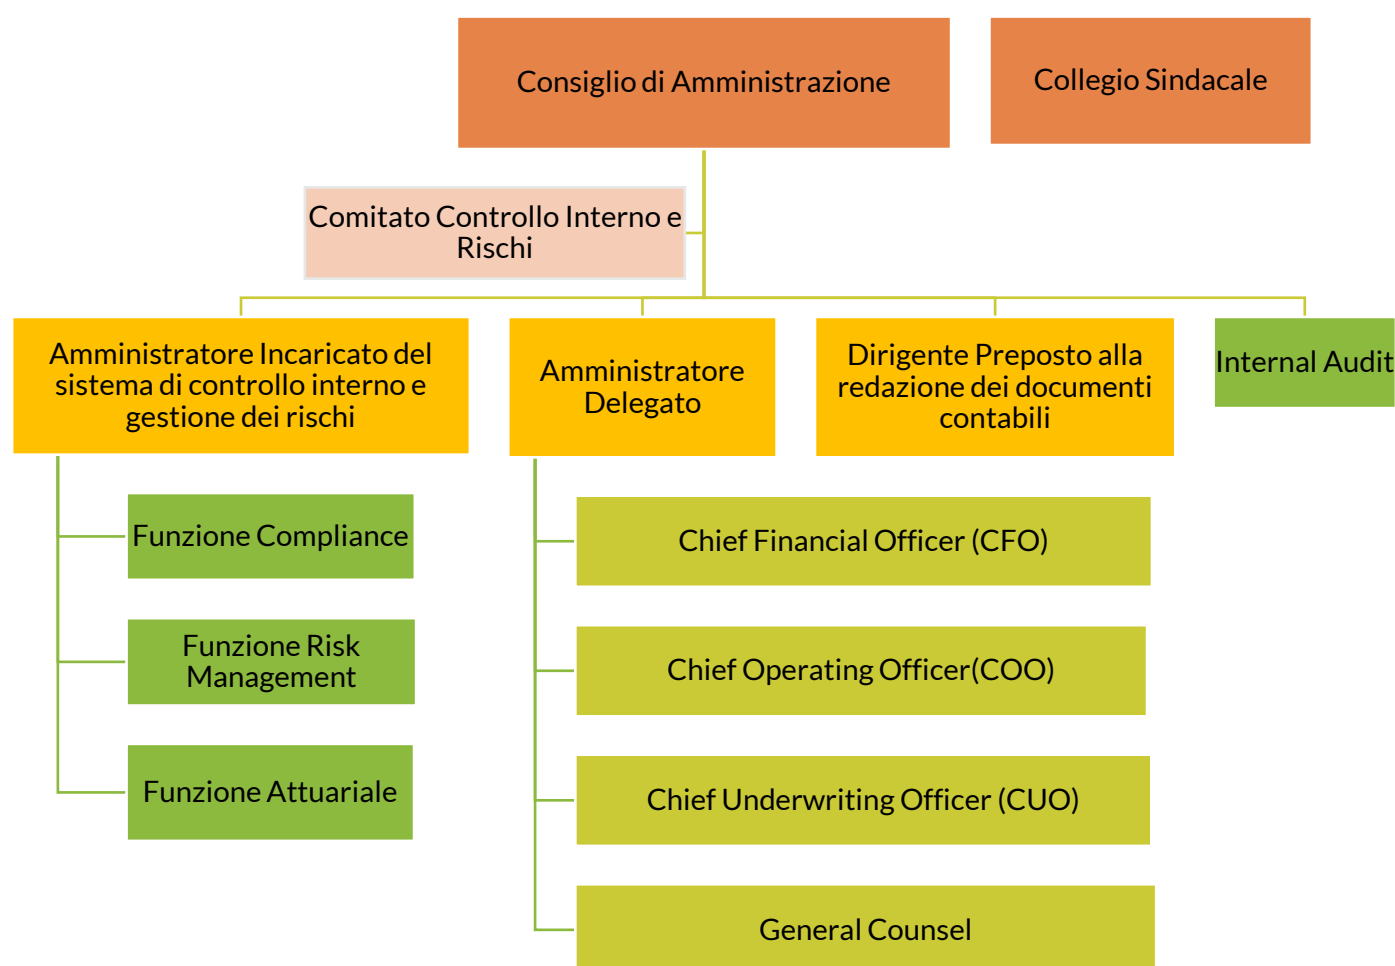 Consiglio di Amministrazione
Collegio Sindacale
Comitato Controllo Interno e
Rischi
Amministratore Incaricato del
sistema di controllo interno e
gestione dei rischi
Amministratore
Delegato
Dirigente Preposto alla
redazione dei documenti
contabili
Internal Audit
Funzione Compliance
Funzione Risk
Management
Funzione Attuariale
Chief Financial Officer (CFO)
Chief Operating Officer(COO)
Chief Underwriting Officer (CUO)
General Counsel